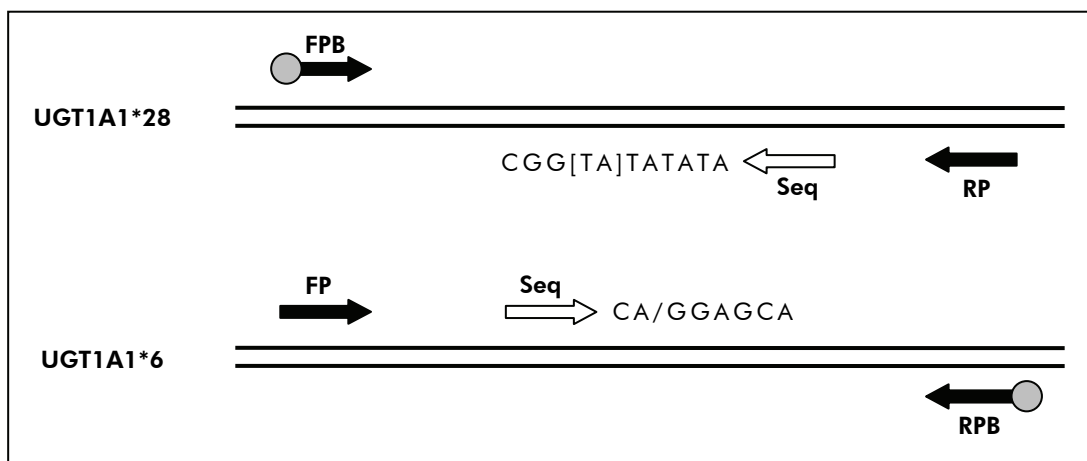 FPB
UGT1A1*28
CGG[TA]TATATA
Seq
RP
FP
Seq
CA/GGAGCA
UGT1A1*6
RPB